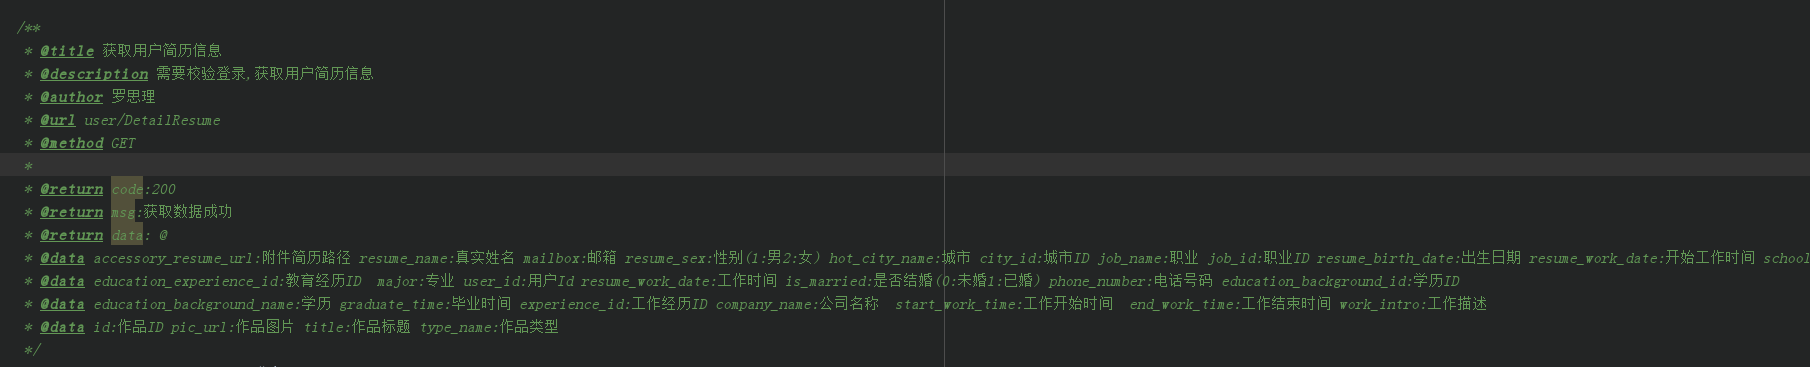 /**
* @title 获取用户简历信息
* @description 需要校验登录,获取用户简历信息
* @author 罗思理
* @url user/DetailResume
* @method GET
*
* @return code:200
* @return msg:获取数据成功
* @return data: @
* @data accessory_resume_url:附件简历路径 resume_name:真实姓名 mailbox:邮箱 resume_sex:性别(1:男2:女) hot_city_name:城市 city_id:城市ID job_name:职业 job_id:职业ID resume_birth_date:出生日期 resume_work_date:开始工作时间 school
* @data education_experience_id:教育经历ID  major:专业 user_id:用户Id resume_work_date:工作时间 is_married:是否结婚(0:未婚1:已婚) phone_number:电话号码 education_background_id:学历ID
* @data education_background_name:学历 graduate_time:毕业时间 experience_id:工作经历ID company_name:公司名称  start_work_time:工作开始时间  end_work_time:工作结束时间 work_intro:工作描述
* @data id:作品ID pic_url:作品图片 title:作品标题 type_name:作品类型
*/